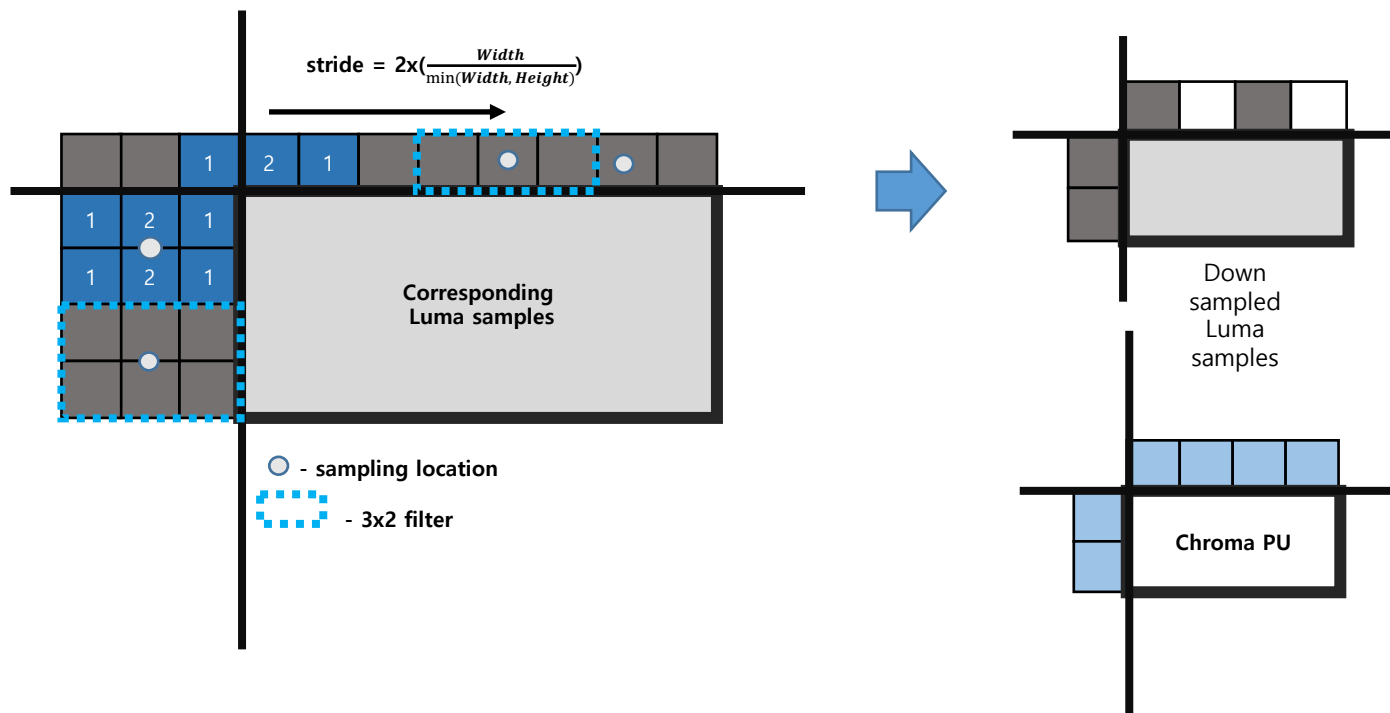 stride = 2x(Width/min(Width, Height))
1 2 1
1 2 1
1 2 1
Corresponding
Luma samples
- sampling location
- 3x2 filter
Down
sampled
Luma
samples
Chroma PU